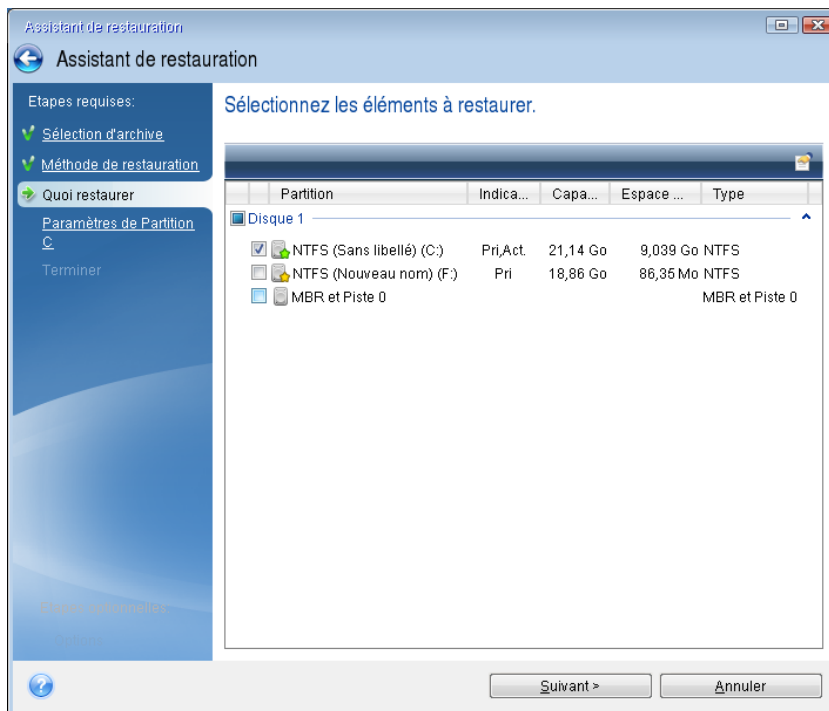 Assistant de restauration
Assistant de restauration
Etapes requises:
Sélection d'archive
Méthode de restauration
Quoi restaurer
Paramètres de Partition
C
Terminer
Etapes optionnelles:
Options
Sélectionnez les éléments à restaurer.
Partition Indica... Capa... Espace ... Type
Disque 1
NTFS (Sans libellé) (C:) Pri,Act. 21,14 Go 9,039 Go NTFS
NTFS (Nouveau nom) (F:) Pri 18,86 Go 86,35 Mo NTFS
MBR et Piste 0 MBR et Piste 0
Suivant >
Annuler